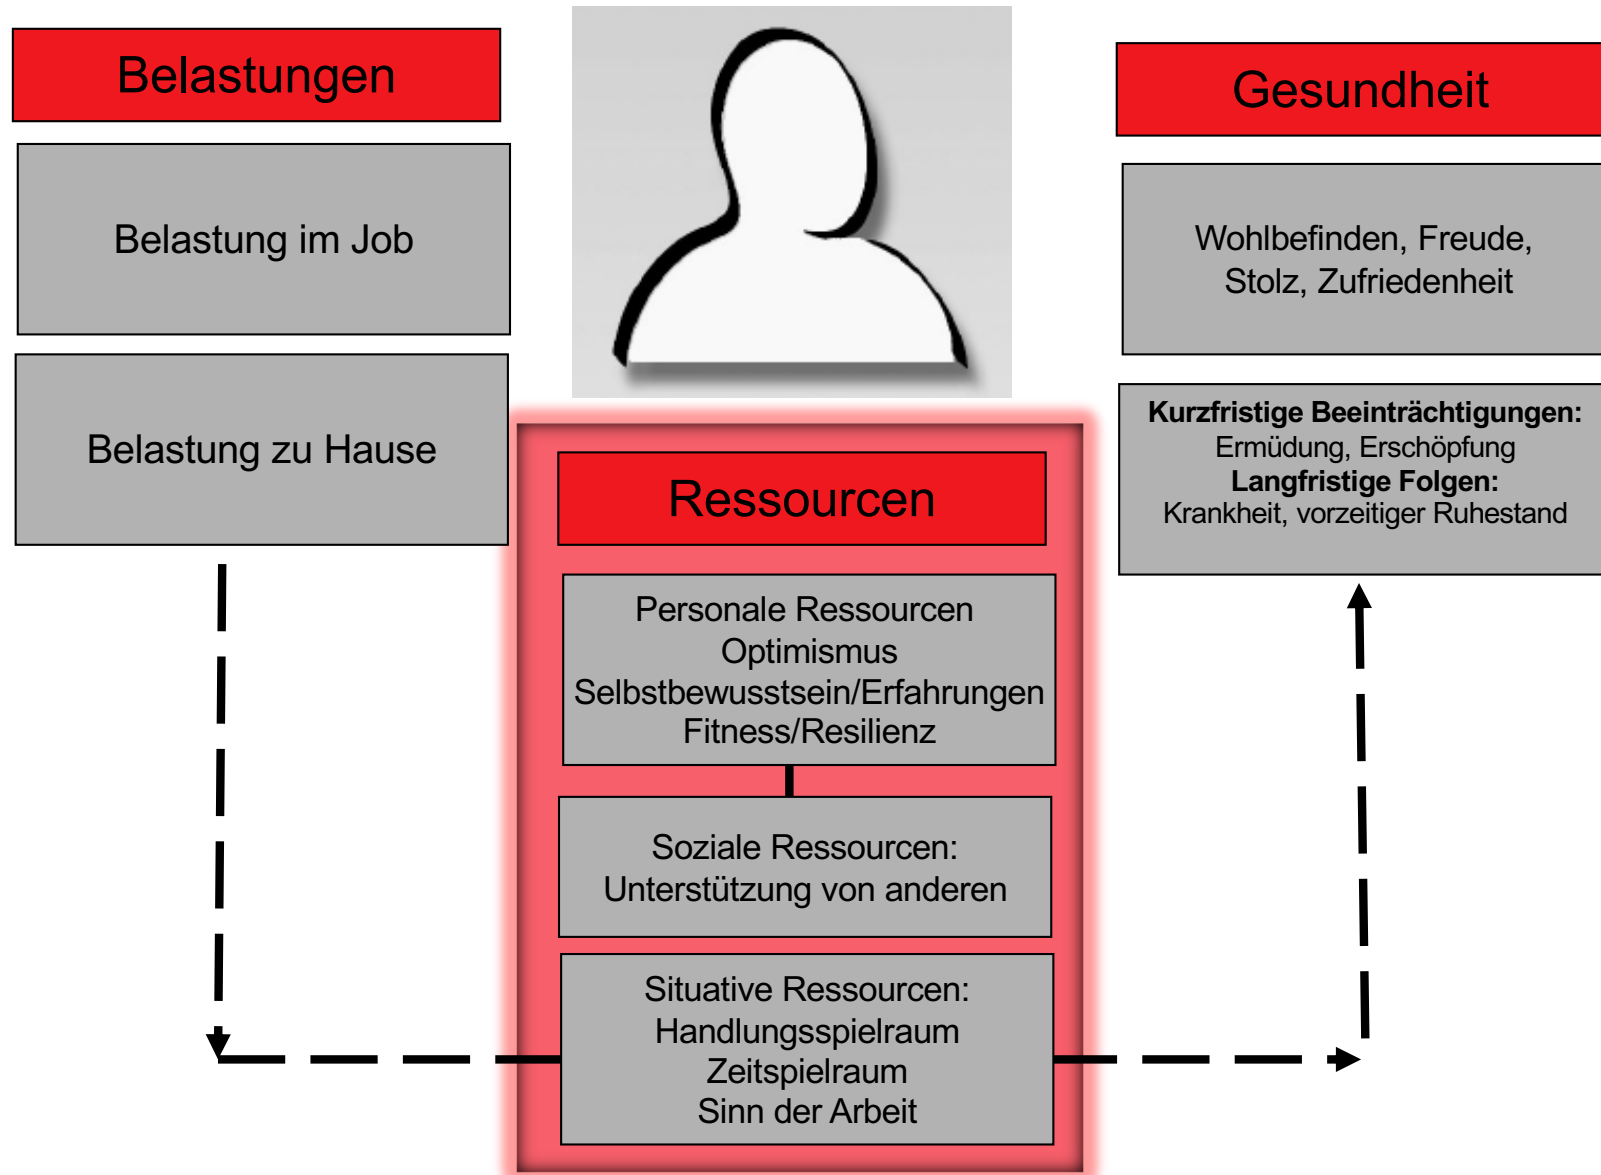 Belastungen
Belastung im Job
Belastung zu Hause
Ressourcen
Personale Ressourcen
Optimismus
Selbstbewusstsein/Erfahrungen
Fitness/Resilienz
Soziale Ressourcen:
Unterstützung von anderen
Situative Ressourcen:
Handlungsspielraum
Zeitspielraum
Sinn der Arbeit
Gesundheit
Wohlbefinden, Freude,
Stolz, Zufriedenheit
Kurzfristige Beeinträchtigungen:
Ermüdung, Erschöpfung
Langfristige Folgen:
Krankheit, vorzeitiger Ruhestand